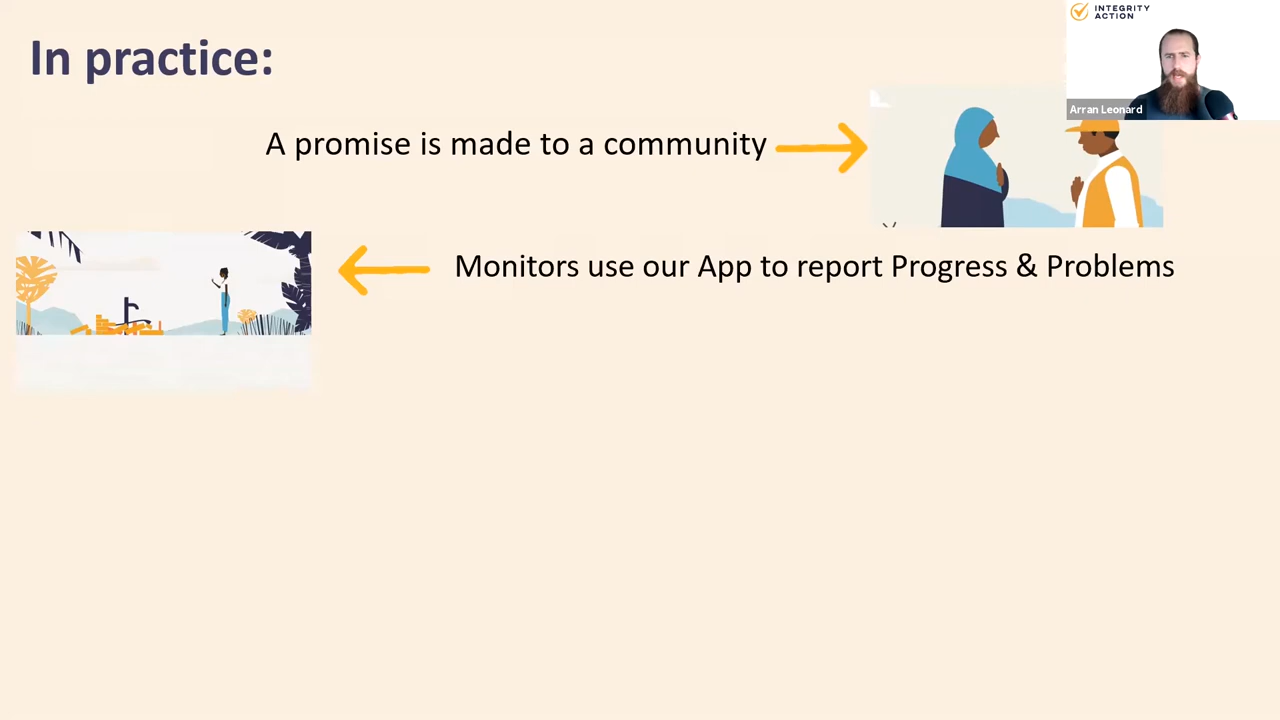 In practice:
INTEGRITY
ACTION
Arran Leonard
A promise is made to a community
Monitors use our App to report Progress & Problems